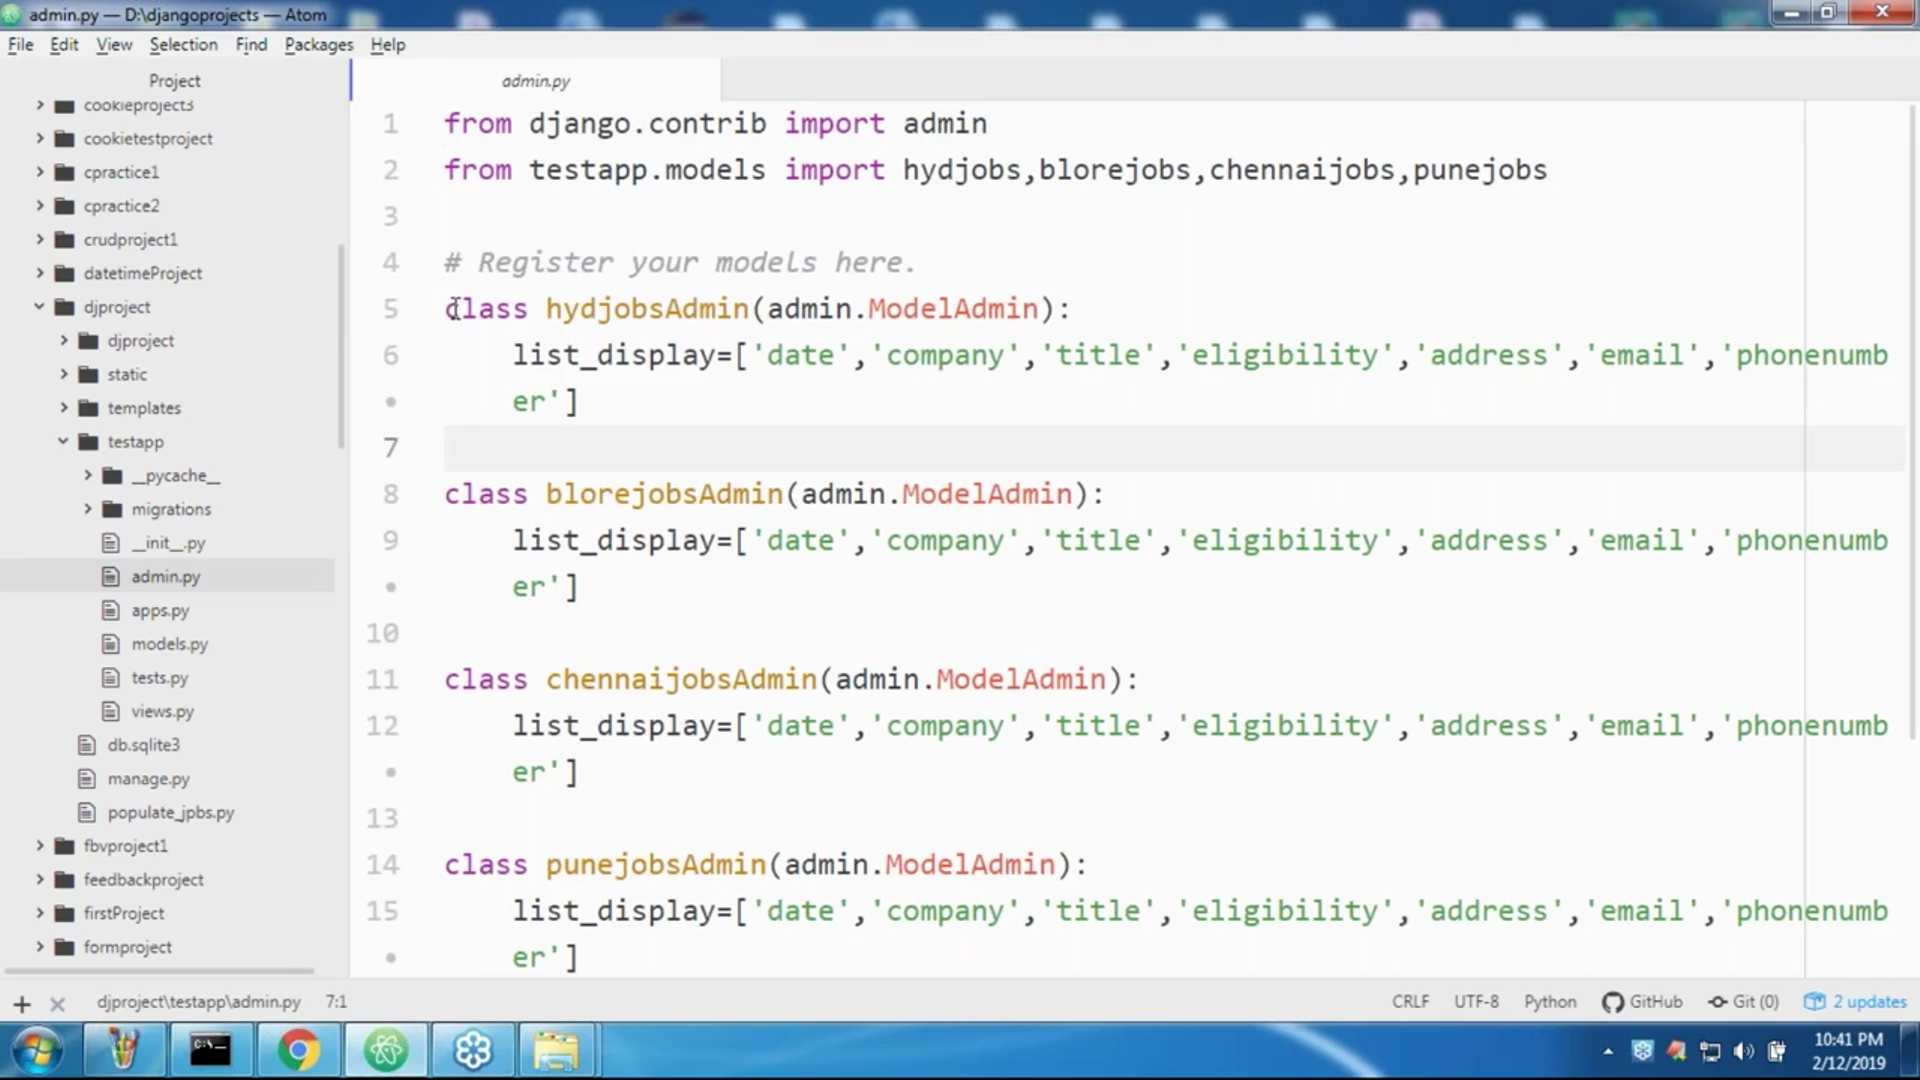 admin.py — D:\djangoprojects — Atom
File Edit View Selection Find Packages Help
Project
cookieproject3
cookietestproject
cpractice1
cpractice2
crudproject1
datetimeProject
djproject
djproject
static
templates
testapp
__pycache__
migrations
__init__.py
admin.py
apps.py
models.py
tests.py
views.py
db.sqlite3
manage.py
populate_jpbs.py
fbvproject1
feedbackproject
firstProject
formproject
admin.py
1 from django.contrib import admin
2 from testapp.models import hydjobs,blorejobs,chennaijobs,punejobs
3
4 # Register your models here.
5 class hydjobsAdmin(admin.ModelAdmin):
6 list_display=['date','company','title','eligibility','address','email','phonenumb
• er']
7
8 class blorejobsAdmin(admin.ModelAdmin):
9 list_display=['date','company','title','eligibility','address','email','phonenumb
• er']
10
11 class chennaijobsAdmin(admin.ModelAdmin):
12 list_display=['date','company','title','eligibility','address','email','phonenumb
• er']
13
14 class punejobsAdmin(admin.ModelAdmin):
15 list_display=['date','company','title','eligibility','address','email','phonenumb
• er']
djproject\testapp\admin.py 7:1 CRLF UTF-8 Python GitHub Git (0) 2 updates
C:\_
10:41 PM
2/12/2019